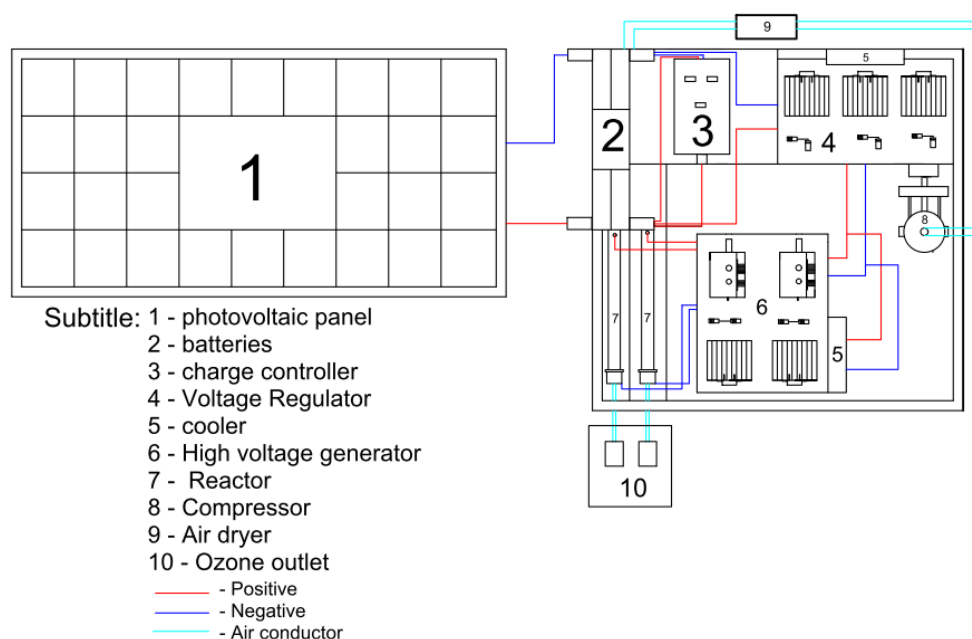 9
5
1
2
3
4
8
7
7
6
5
10
Subtitle: 1 - photovoltaic panel
2 - batteries
3 - charge controller
4 - Voltage Regulator
5 - cooler
6 - High voltage generator
7 - Reactor
8 - Compressor
9 - Air dryer
10 - Ozone outlet
- Positive
- Negative
- Air conductor